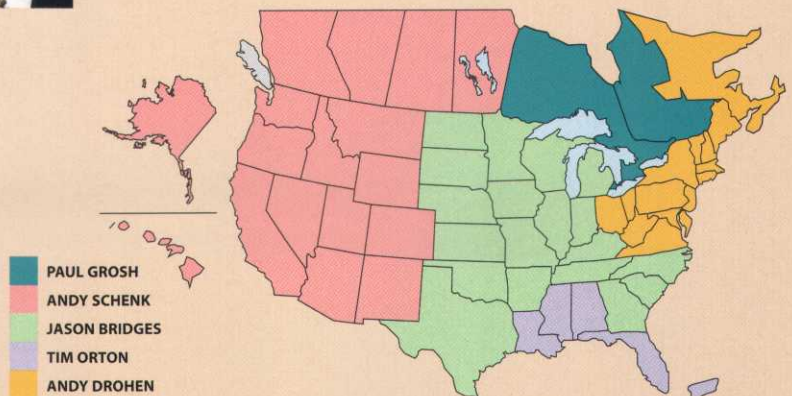 PAUL GROSH
ANDY SCHENK
JASON BRIDGES
TIM ORTON
ANDY DROHEN